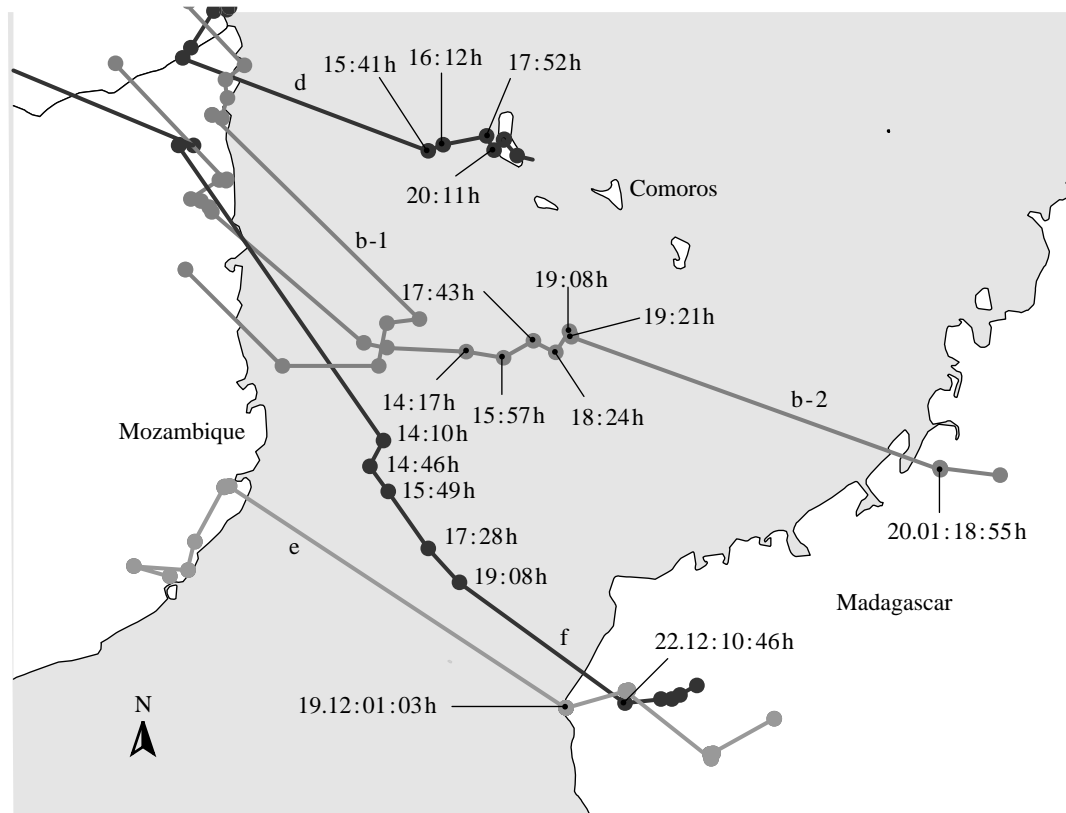 16:12h
17:52h
15:41h
d
20:11h
Comoros
b-1
19:08h
17:43h
19:21h
14:17h
15:57h
18:24h
b-2
Mozambique
14:10h
14:46h
15:49h
17:28h
19:08h
20.01:18:55h
e
Madagascar
f
22.12:10:46h
19.12:01:03h
N